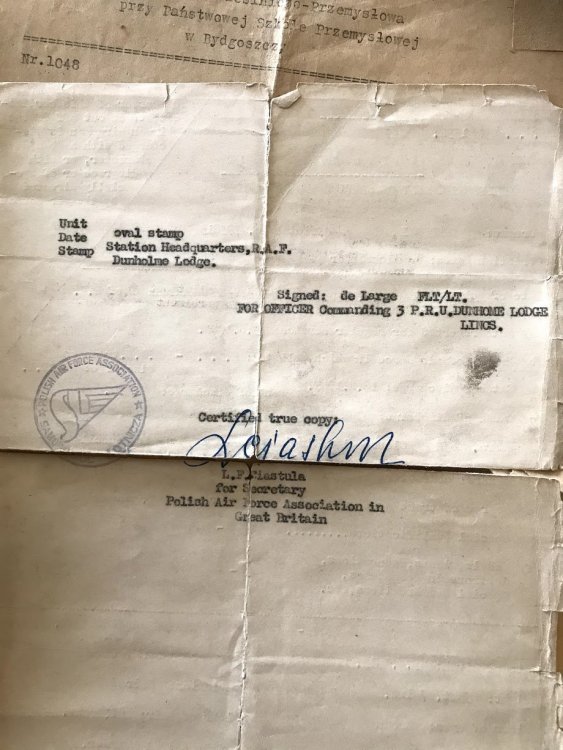 przy Państwowej Szkole Przemysłowej
w Bydgoszczy
Nr.1048
Unit
Date oval stamp
Stamp Station Headquarters,R.A.F.
Dunholme Lodge.
Signed: de Large FLT/LT.
FOR OFFICER Commanding 3 P.R.U.DUNHOME LODGE
LINCS.
POLISH AIR FORCE ASSOCIATION
Certified true copy:
L.F.Ciastula
for Secretary
Polish Air Force Association in
Great Britain